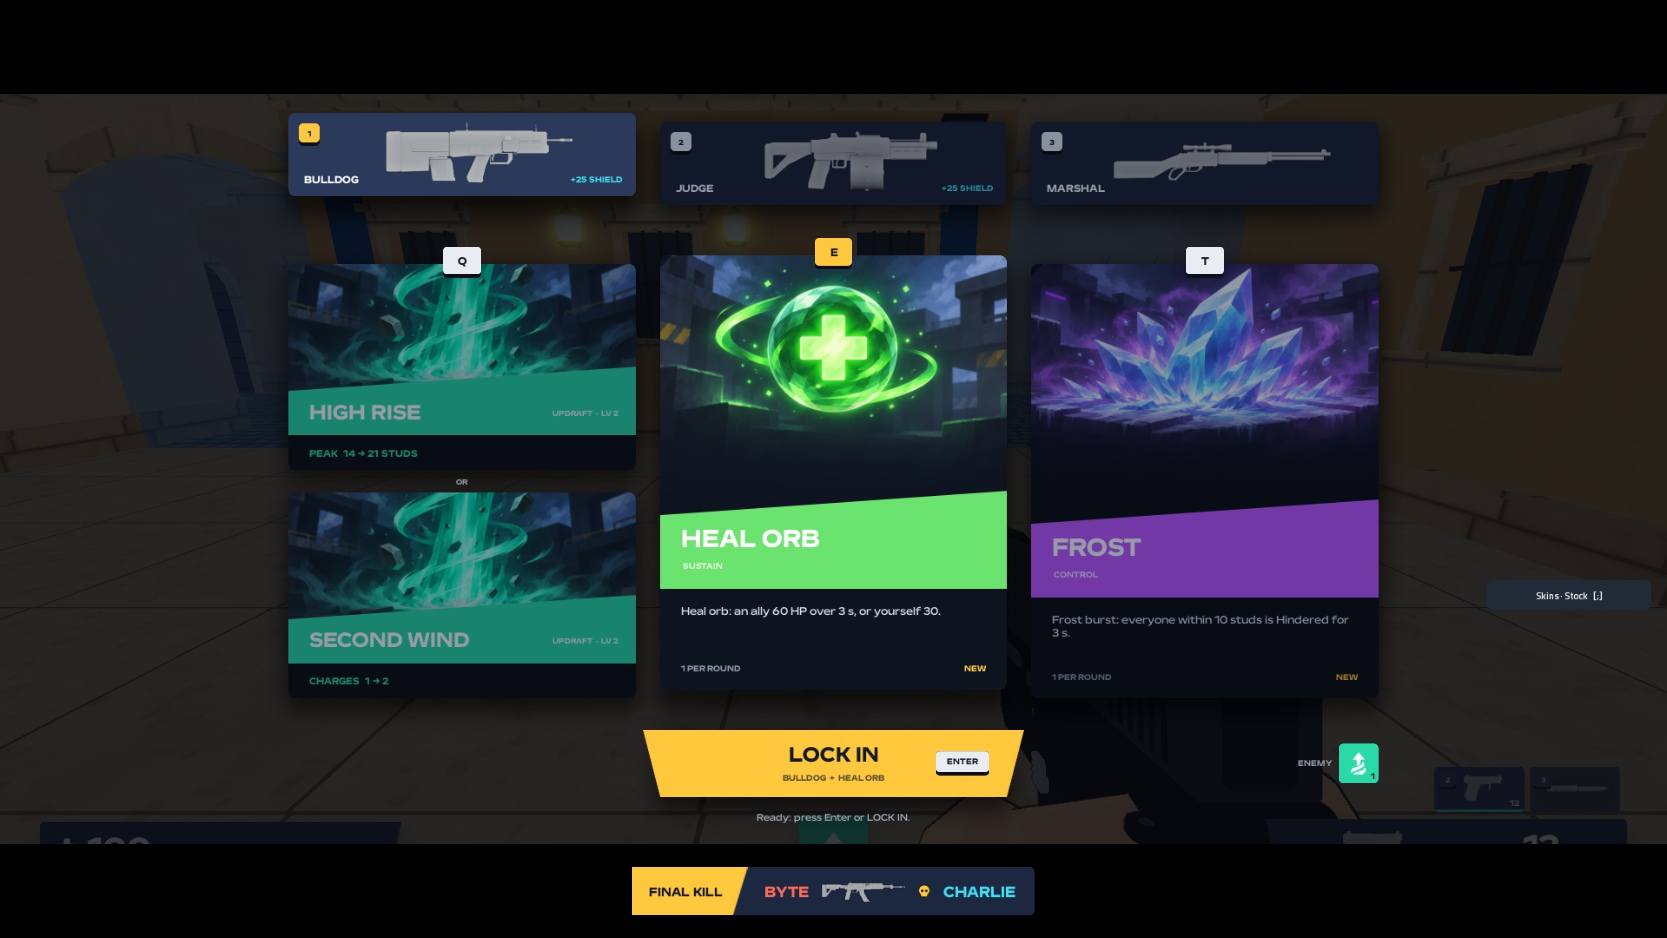 1
BULLDOG
+25 SHIELD
2
JUDGE
+25 SHIELD
3
MARSHAL
Q
HIGH RISE
UPDRAFT · LV 2
PEAK 14 → 21 STUDS
OR
SECOND WIND
UPDRAFT · LV 2
CHARGES 1 → 2
E
HEAL ORB
SUSTAIN
Heal orb: an ally 60 HP over 3 s, or yourself 30.
1 PER ROUND
NEW
T
FROST
CONTROL
Frost burst: everyone within 10 studs is Hindered for
3 s.
1 PER ROUND
NEW
Skins · Stock [;]
LOCK IN
BULLDOG + HEAL ORB
ENTER
Ready: press Enter or LOCK IN.
ENEMY
1
2
12
3
FINAL KILL
BYTE
CHARLIE